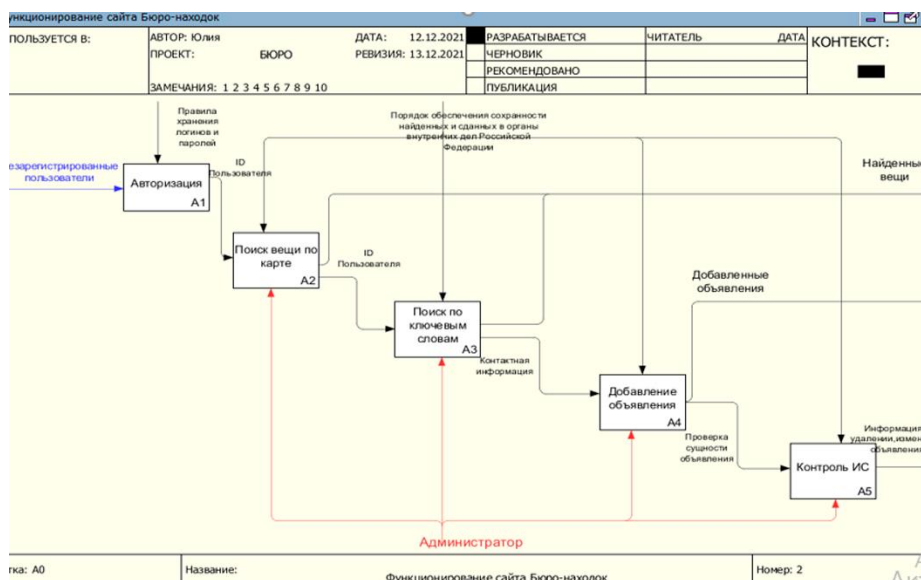 ункционирование сайта Бюро-находок
ПОЛЬЗУЕТСЯ В:
АВТОР: Юлия
ДАТА: 12.12.2021
ПРОЕКТ: БЮРО
РЕВИЗИЯ: 13.12.2021
ЗАМЕЧАНИЯ: 1 2 3 4 5 6 7 8 9 10
РАЗРАБАТЫВАЕТСЯ
ЧЕРНОВИК
РЕКОМЕНДОВАНО
ПУБЛИКАЦИЯ
ЧИТАТЕЛЬ
ДАТА
КОНТЕКСТ:
Правила
хранения
логинов и
паролей
Порядок обеспечения сохранности
найденных и сданных в органы
внутренних дел Российской
Федерации
езарегистрированные
пользователи
Авторизация
A1
ID
Пользователя
Найденны
вещи
Поиск вещи по
карте
A2
ID
Пользователя
Поиск по
ключевым
словам
A3
Контактная
информация
Добавленные
объявления
Добавление
объявления
A4
Проверка
сущности
объявления
Информация
удалении,измен
объявления
Контроль ИС
A5
Администратор
тка: A0
Название:
Функционирование сайта Бюро-находок
Номер: 2